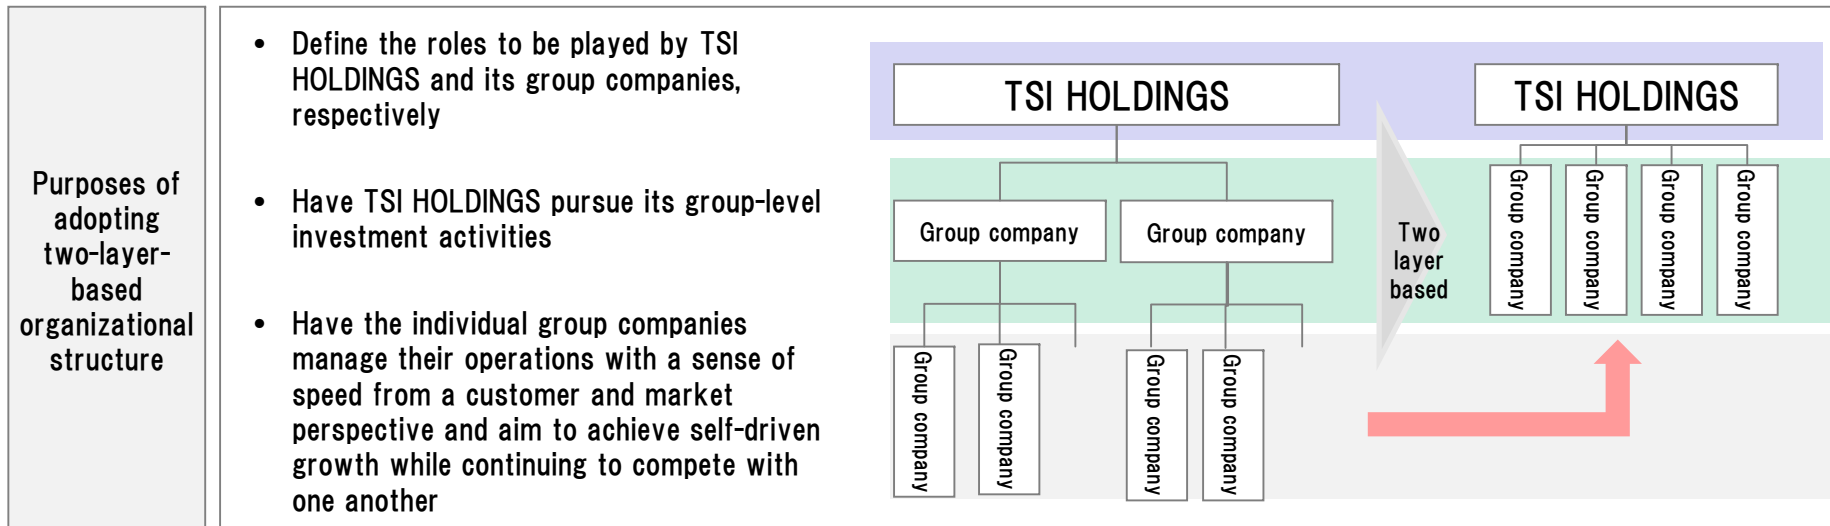 Purposes of
adopting
two-layer-
based
organizational
structure
• Define the roles to be played by TSI
HOLDINGS and its group companies,
respectively
• Have TSI HOLDINGS pursue its group-level
investment activities
• Have the individual group companies
manage their operations with a sense of
speed from a customer and market
perspective and aim to achieve self-driven
growth while continuing to compete with
one another
TSI HOLDINGS
Group company
Group company
Group company
Group company
Group company
Group company
Two
layer
based
TSI HOLDINGS
Group company
Group company
Group company
Group company